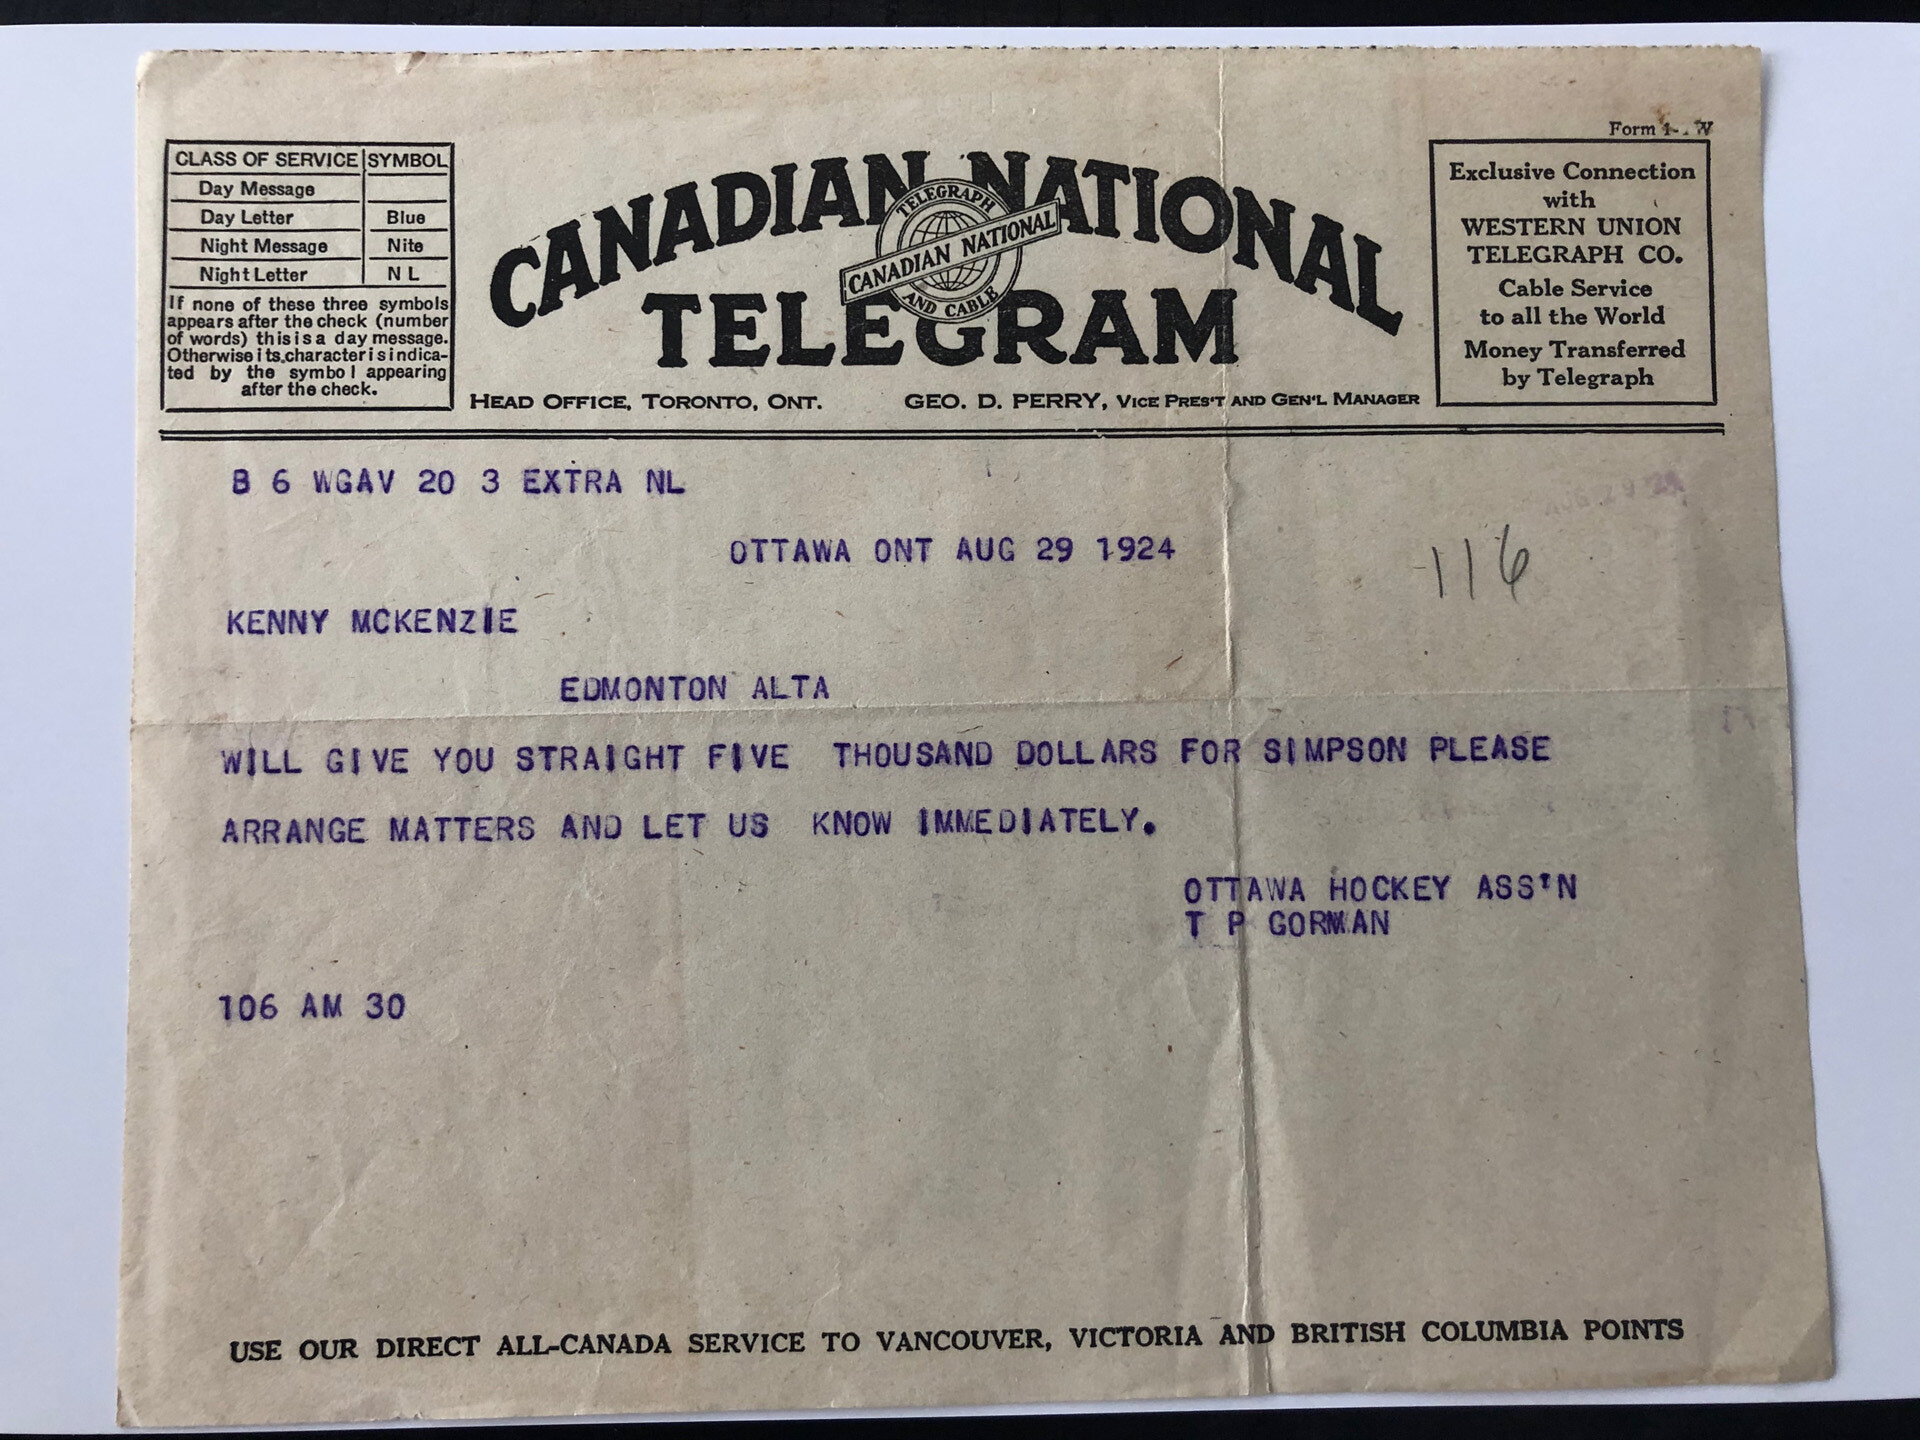 Form 1-
CLASS OF SERVICE SYMBOL
Day Message
Day Letter Blue
Night Message Nite
Night Letter N L
If none of these three symbols
appears after the check (number
of words) this is a day message.
Otherwise its character is indica-
ted by the symbol appearing
after the check.
CANADIAN NATIONAL
TELEGRAPH
CANADIAN NATIONAL
AND CABLE
TELEGRAM
HEAD OFFICE, TORONTO, ONT. GEO. D. PERRY, VICE PRES'T AND GEN'L MANAGER
Exclusive Connection
with
WESTERN UNION
TELEGRAPH CO.
Cable Service
to all the World
Money Transferred
by Telegraph
B 6 WGAV 20 3 EXTRA NL
OTTAWA ONT AUG 29 1924
116
KENNY MCKENZIE
EDMONTON ALTA
WILL GIVE YOU STRAIGHT FIVE THOUSAND DOLLARS FOR SIMPSON PLEASE
ARRANGE MATTERS AND LET US KNOW IMMEDIATELY.
OTTAWA HOCKEY ASS'N
T P GORMAN
106 AM 30
USE OUR DIRECT ALL-CANADA SERVICE TO VANCOUVER, VICTORIA AND BRITISH COLUMBIA POINTS